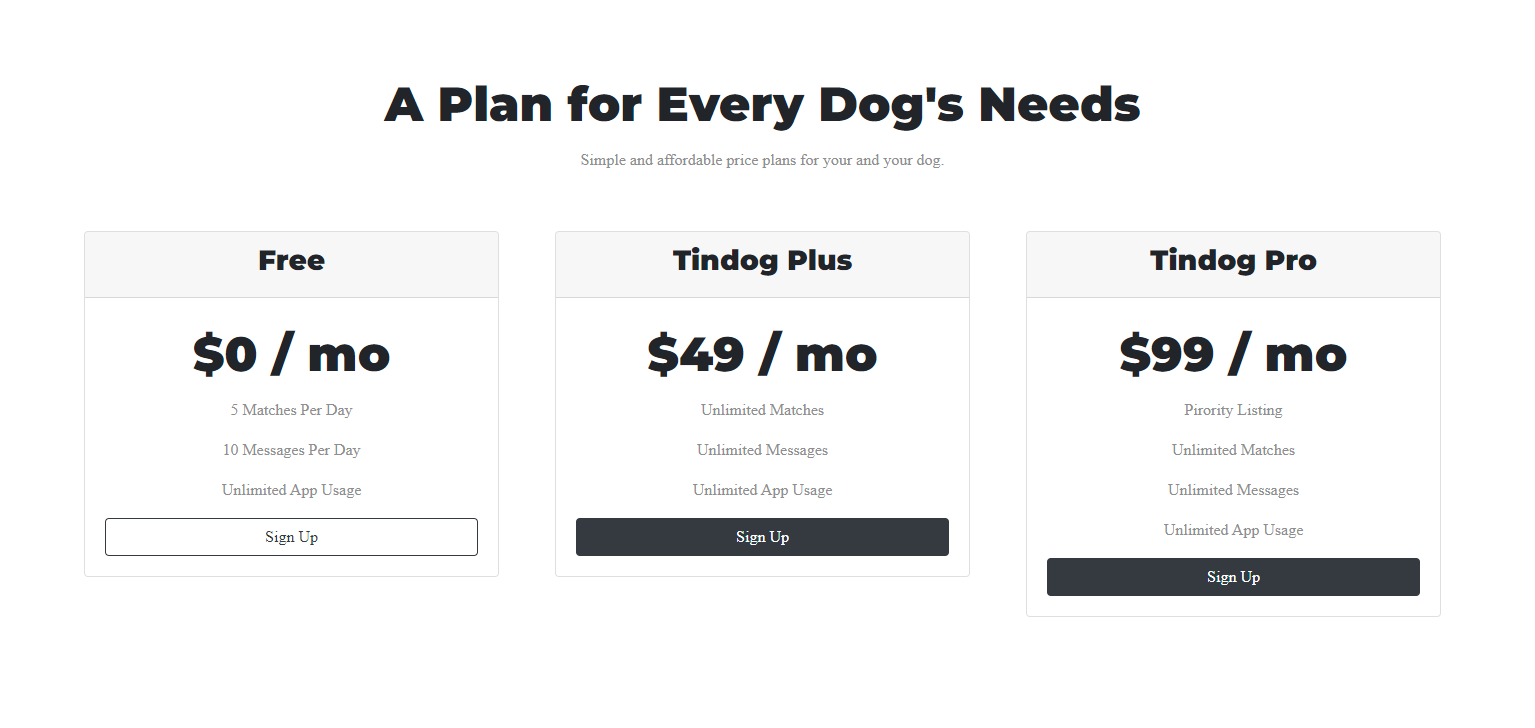 A Plan for Every Dog's Needs
Simple and affordable price plans for your and your dog.
Free
$0 / mo
5 Matches Per Day
10 Messages Per Day
Unlimited App Usage
Sign Up
Tindog Plus
$49 / mo
Unlimited Matches
Unlimited Messages
Unlimited App Usage
Sign Up
Tindog Pro
$99 / mo
Pirority Listing
Unlimited Matches
Unlimited Messages
Unlimited App Usage
Sign Up